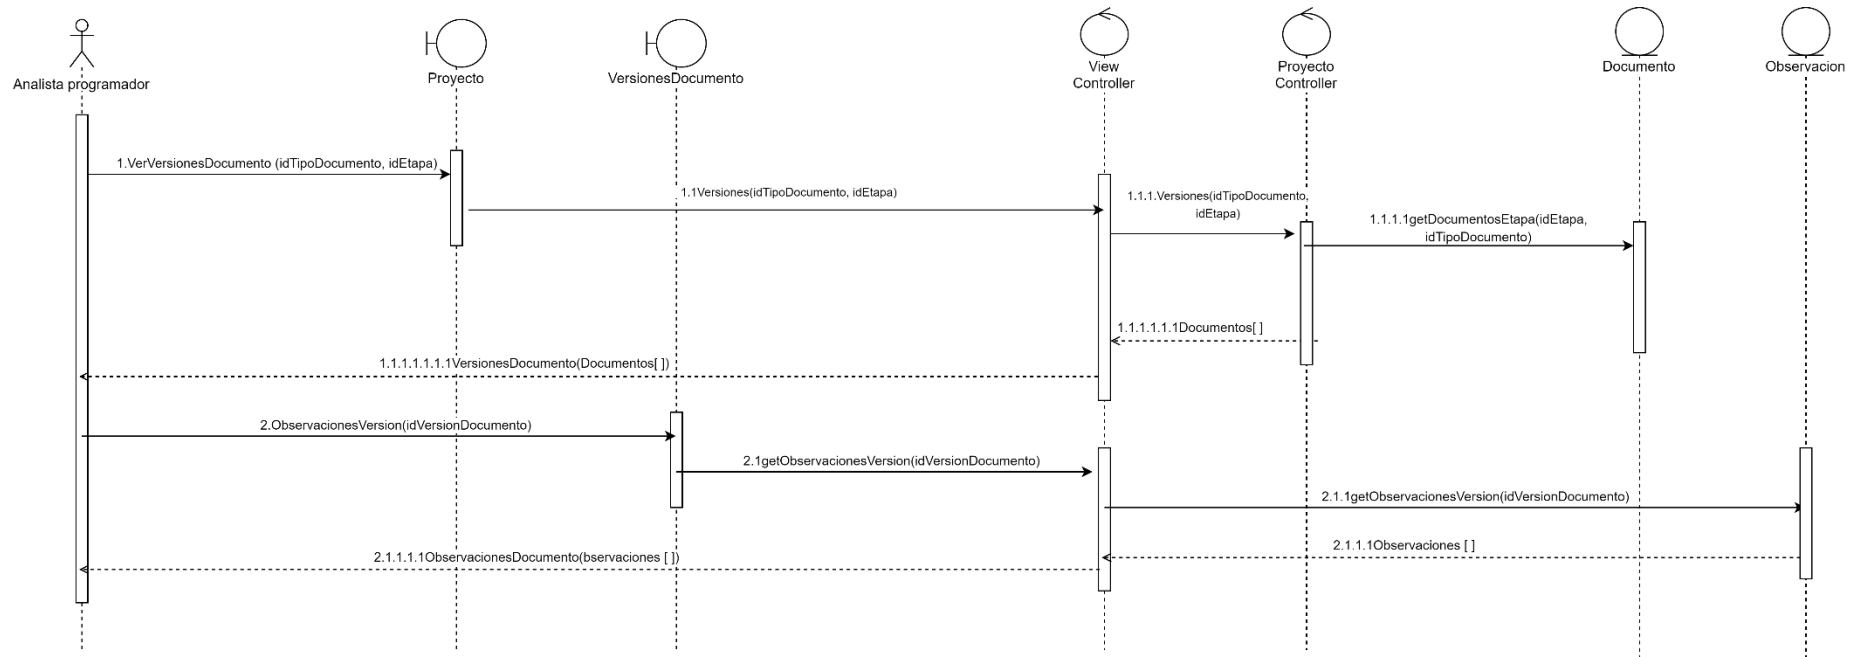 Analista programador
Proyecto
VersionesDocumento
View
Controller
Proyecto
Controller
Documento
Observacion
1.VerVersionesDocumento (idTipoDocumento, idEtapa)
1.1Versiones(idTipoDocumento, idEtapa)
1.1.1.Versiones(idTipoDocumento,
idEtapa)
1.1.1.1getDocumentosEtapa(idEtapa,
idTipoDocumento)
1.1.1.1.1.1Documentos[ ]
1.1.1.1.1.1.1VersionesDocumento(Documentos[ ])
2.ObservacionesVersion(idVersionDocumento)
2.1getObservacionesVersion(idVersionDocumento)
2.1.1getObservacionesVersion(idVersionDocumento)
2.1.1.1Observaciones [ ]
2.1.1.1.1ObservacionesDocumento(bservaciones [ ])